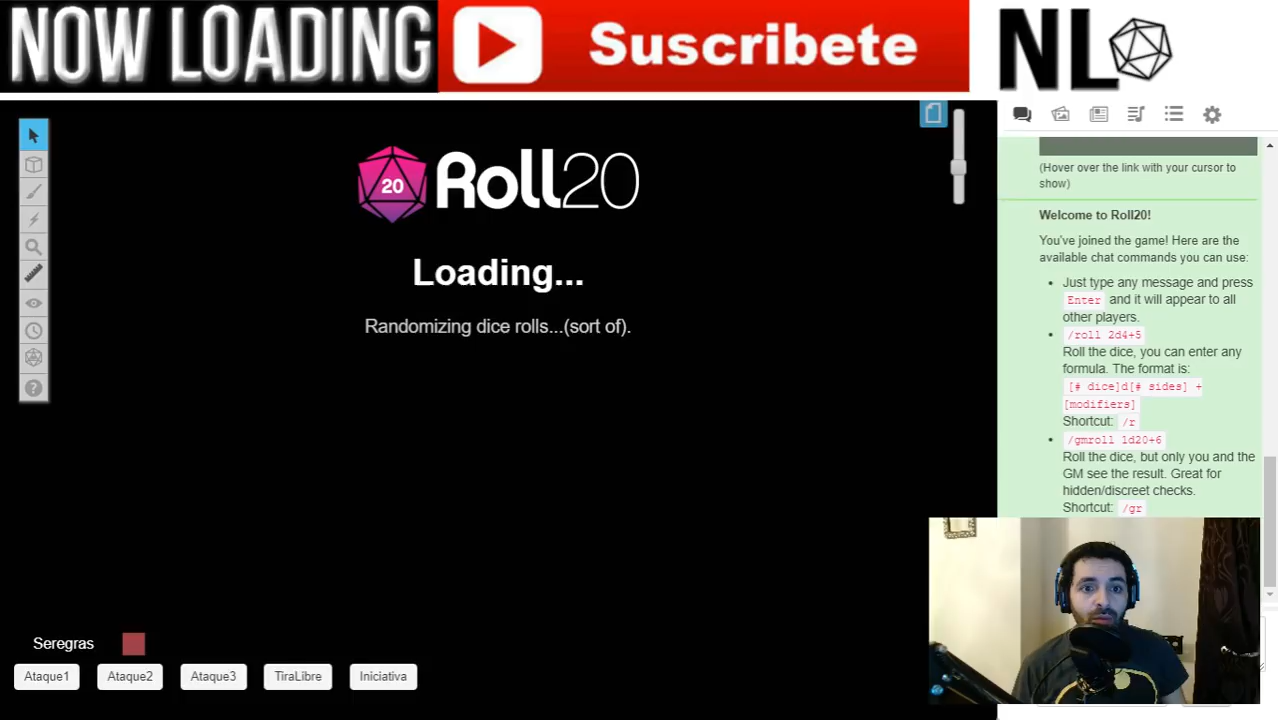 NOW LOADING
Suscribete
NL
20
Roll20
Loading...
Randomizing dice rolls...(sort of).
(Hover over the link with your cursor to
show)
Welcome to Roll20!
You've joined the game! Here are the
available chat commands you can use:
Just type any message and press
Enter and it will appear to all
other players.
/roll 2d4+5
Roll the dice, you can enter any
formula. The format is:
[# dice]d[# sides] +
[modifiers]
Shortcut: /r
/gmroll 1d20+6
Roll the dice, but only you and the
GM see the result. Great for
hidden/discreet checks.
Shortcut: /gr
Seregras
Ataque1
Ataque2
Ataque3
TiraLibre
Iniciativa